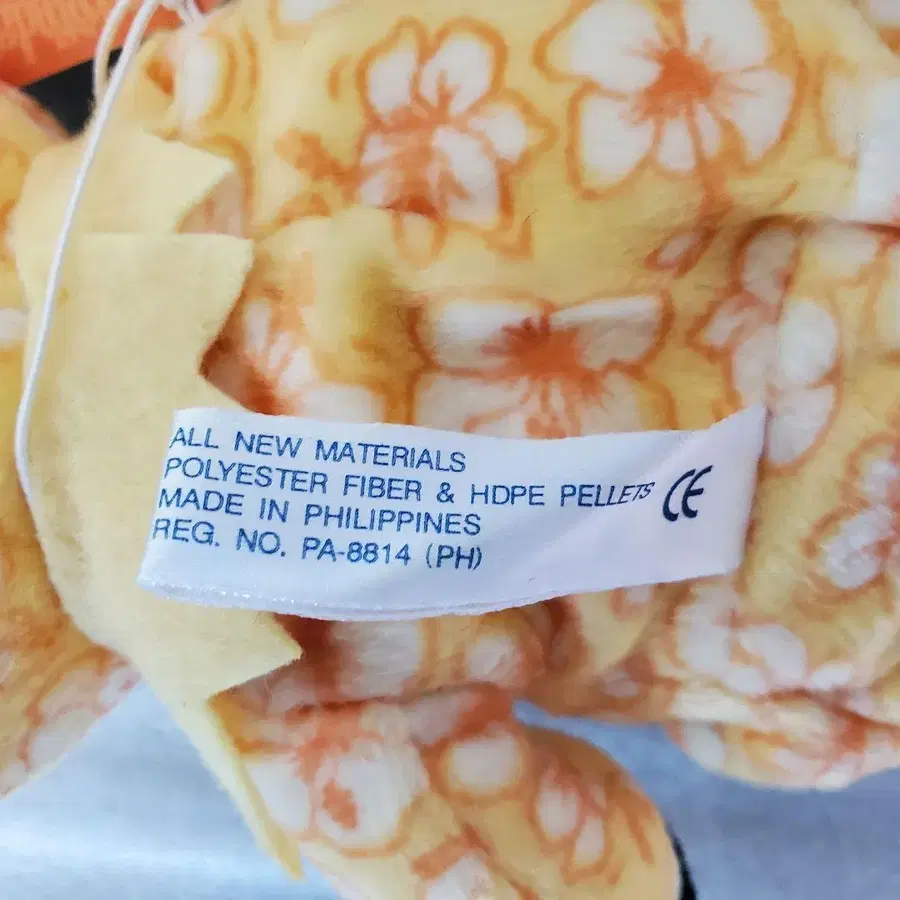 ALL NEW MATERIALS
POLYESTER FIBER & HDPE PELLETS CE
MADE IN PHILIPPINES
REG. NO. PA-8814 (PH)